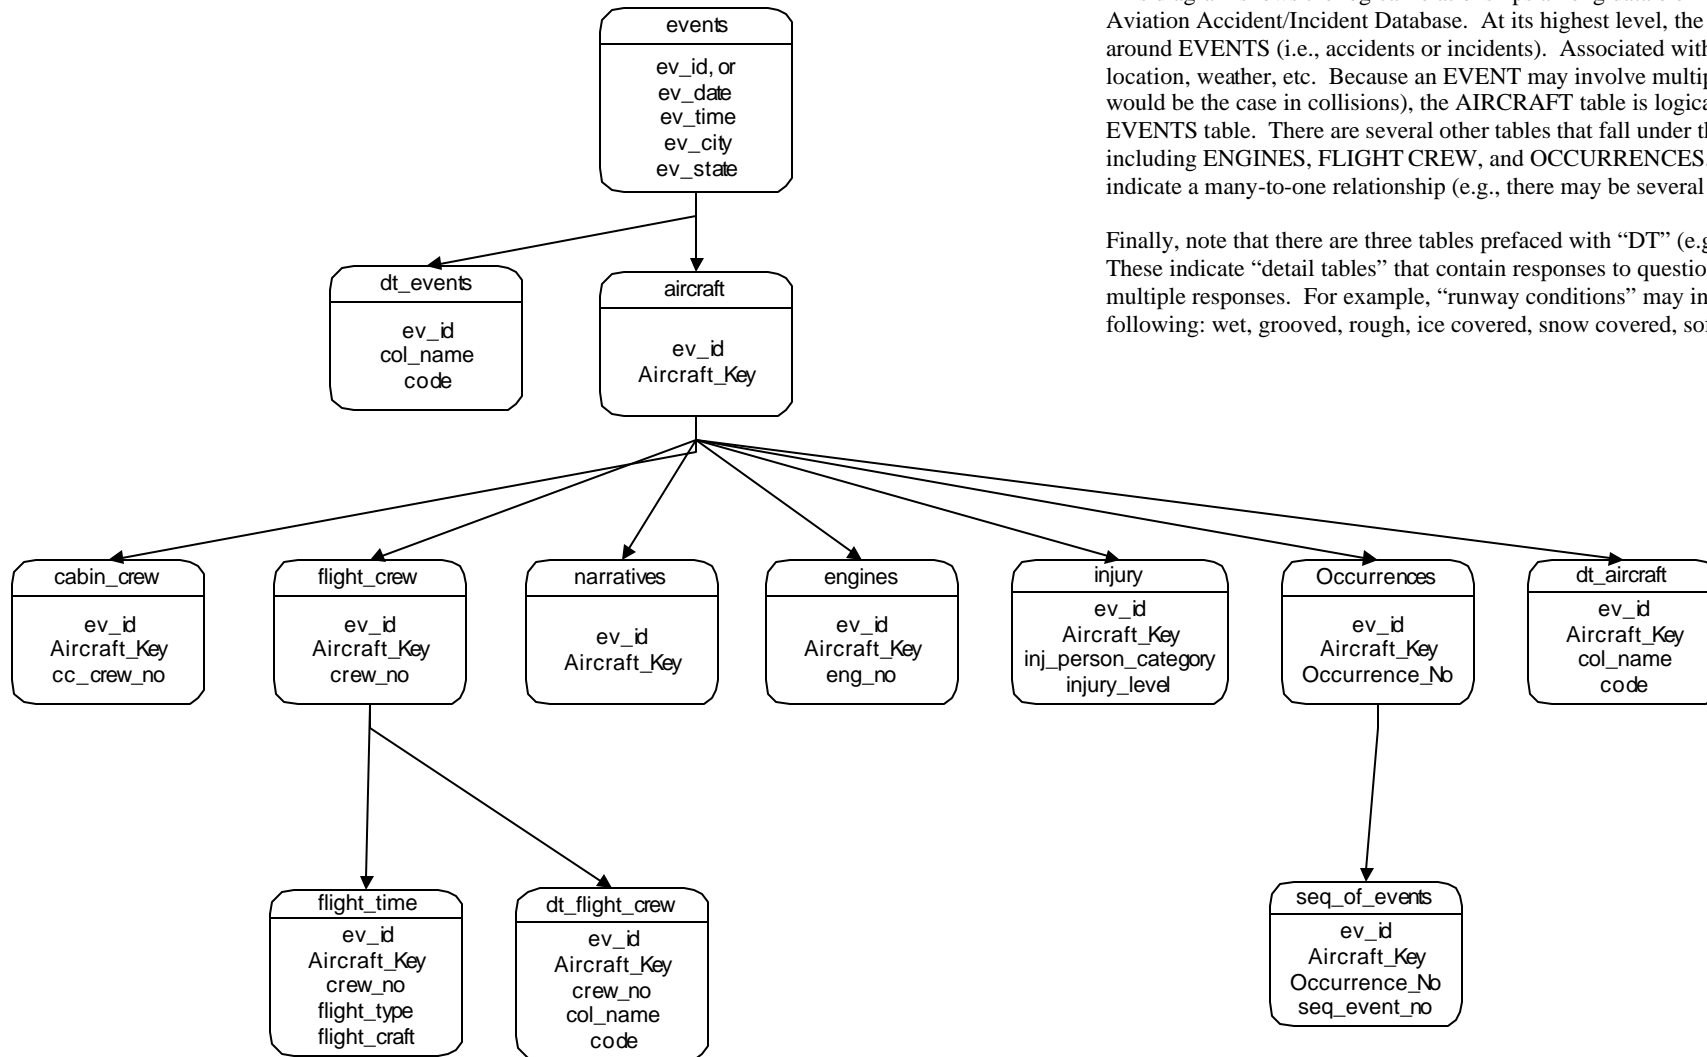 events
ev_id, or
ev_date
ev_time
ev_city
ev_state
Aviation Accident/Incident Database. At its highest level, the
around EVENTS (i.e., accidents or incidents). Associated with
location, weather, etc. Because an EVENT may involve
would be the case in collisions), the AIRCRAFT table is
EVENTS table. There are several other tables that fall under
including ENGINES, FLIGHT CREW, and OCCURRENCES.
indicate a many-to-one relationship (e.g., there may be several
Finally, note that there are three tables prefaced with “DT” (e.g
These indicate “detail tables” that contain responses to
multiple responses. For example, “runway conditions” may
following: wet, grooved, rough, ice covered, snow covered,
dt_events
ev_id
col_name
code
aircraft
ev_id
Aircraft_Key
cabin_crew
ev_id
Aircraft_Key
cc_crew_no
flight_crew
ev_id
Aircraft_Key
crew_no
narratives
ev_id
Aircraft_Key
engines
ev_id
Aircraft_Key
eng_no
injury
ev_id
Aircraft_Key
inj_person_category
injury_level
Occurrences
ev_id
Aircraft_Key
Occurrence_No
dt_aircraft
ev_id
Aircraft_Key
col_name
code
flight_time
ev_id
Aircraft_Key
crew_no
flight_type
flight_craft
dt_flight_crew
ev_id
Aircraft_Key
crew_no
col_name
code
seq_of_events
ev_id
Aircraft_Key
Occurrence_No
seq_event_no